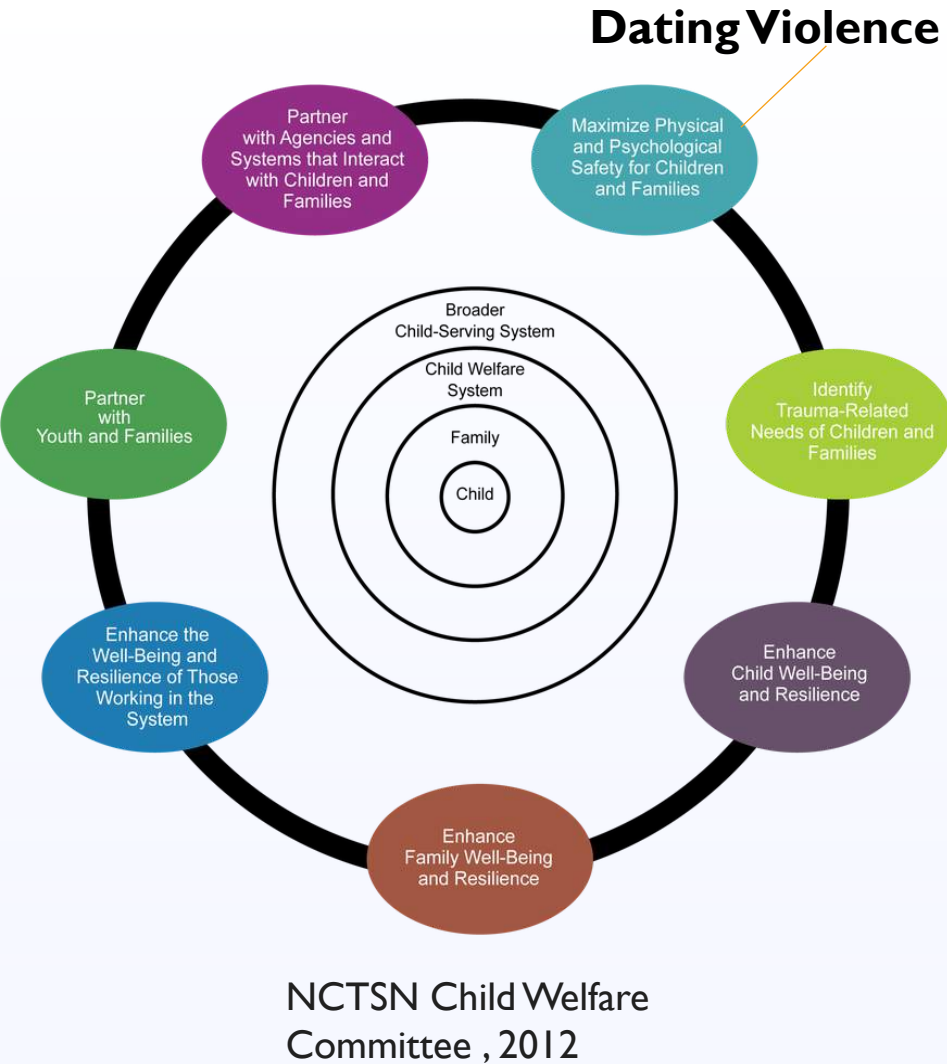 Dating Violence
Partner
with Agencies and
Systems that Interact
with Children and
Families
Maximize Physical
and Psychological
Safety for Children
and Families
Broader
Child-Serving System
Child Welfare
System
Family
Child
Partner
with
Youth and Families
Identify
Trauma-Related
Needs of Children and
Families
Enhance the
Well-Being and
Resilience of Those
Working in the
System
Enhance
Child Well-Being
and Resilience
Enhance
Family Well-Being
and Resilience
NCTSN Child Welfare
Committee , 2012